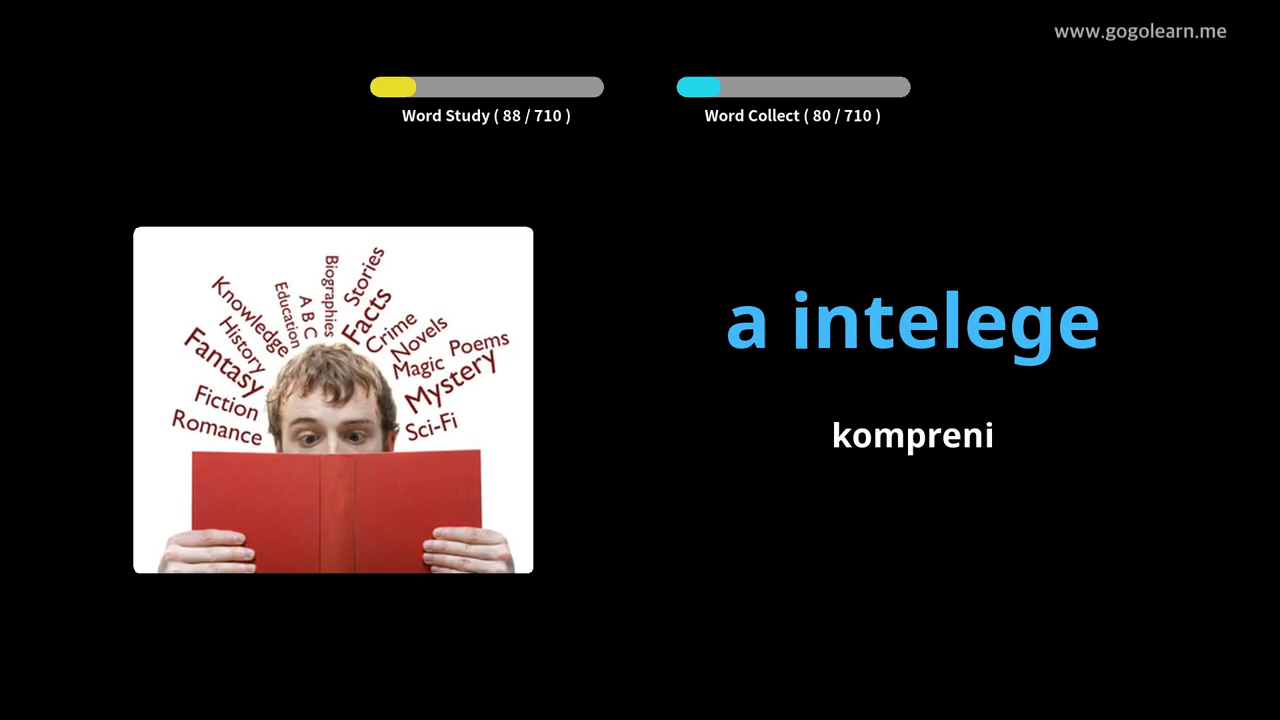 www.gogolearn.me
Word Study ( 88 / 710 )
Word Collect ( 80 / 710 )
Biographies
Stories
Education
A B C
Facts
Knowledge
Crime
History
Novels
Fantasy
Magic
Poems
Mystery
Fiction
Romance
Sci-Fi
a intelege
kompreni